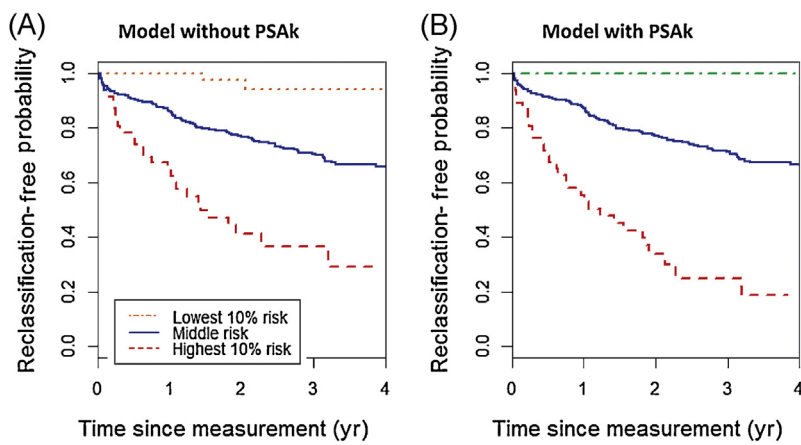 (A)
Model without PSAk
Reclassification-free probability
1.0
0.8
0.6
0.4
0.2
0.0
Lowest 10% risk
Middle risk
Highest 10% risk
0 1 2 3 4
Time since measurement (yr)
(B)
Model with PSAk
Reclassification- free probability
1.0
0.8
0.6
0.4
0.2
0.0
0 1 2 3 4
Time since measurement (yr)